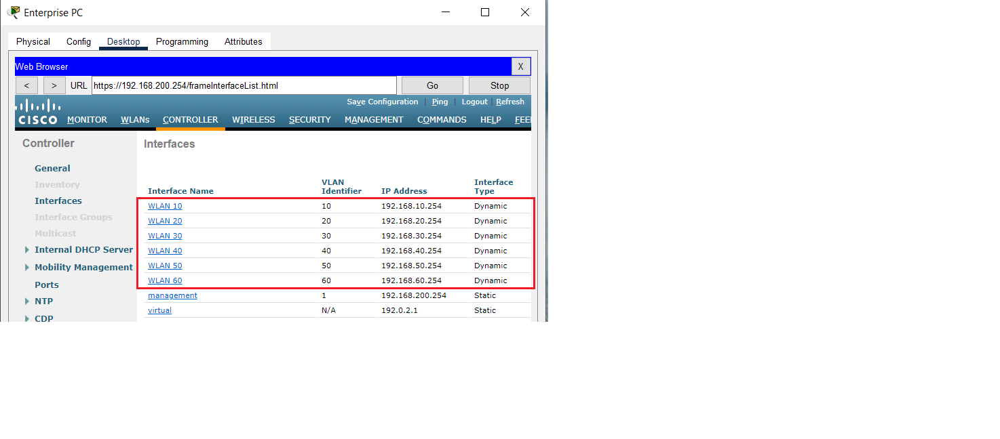 Enterprise PC
Physical Config Desktop Programming Attributes
Web Browser X
< > URL https://192.168.200.254/frameInterfaceList.html Go Stop
Save Configuration | Ping | Logout | Refresh
CISCO MONITOR WLANs CONTROLLER WIRELESS SECURITY MANAGEMENT COMMANDS HELP FEE
Controller
General
Inventory
Interfaces
Interface Groups
Multicast
Internal DHCP Server
Mobility Management
Ports
NTP
CDP
Interfaces
Interface Name VLAN Identifier IP Address Interface Type
WLAN 10 10 192.168.10.254 Dynamic
WLAN 20 20 192.168.20.254 Dynamic
WLAN 30 30 192.168.30.254 Dynamic
WLAN 40 40 192.168.40.254 Dynamic
WLAN 50 50 192.168.50.254 Dynamic
WLAN 60 60 192.168.60.254 Dynamic
management 1 192.168.200.254 Static
virtual N/A 192.0.2.1 Static